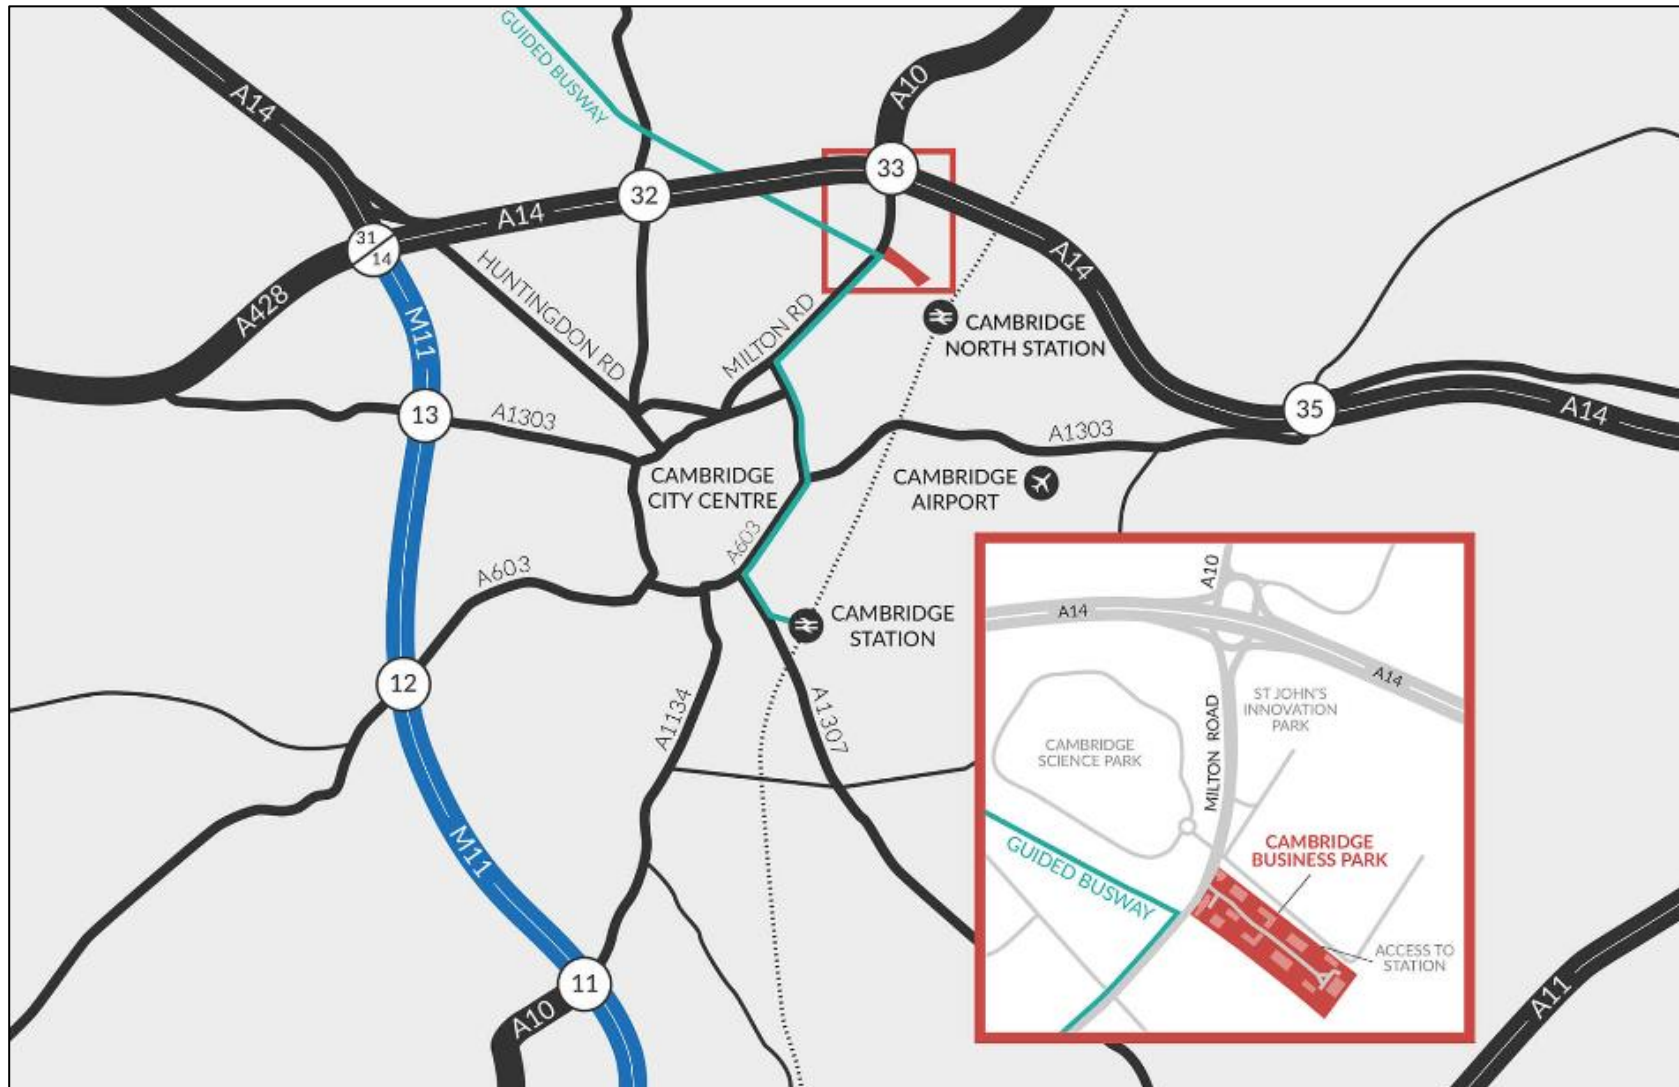 GUIDED BUSWAY
A10
A14
33
32
A14
31
14
A14
HUNTINGDON RD
A428
M11
MILTON RD
CAMBRIDGE
NORTH STATION
13
A1303
35
A14
A1303
CAMBRIDGE
CITY CENTRE
CAMBRIDGE
AIRPORT
A603
A603
CAMBRIDGE
STATION
12
A1134
A1307
M11
11
A10
A11
A10
A14
A14
ST JOHN'S
INNOVATION
PARK
CAMBRIDGE
SCIENCE PARK
MILTON ROAD
GUIDED BUSWAY
CAMBRIDGE
BUSINESS PARK
ACCESS TO
STATION